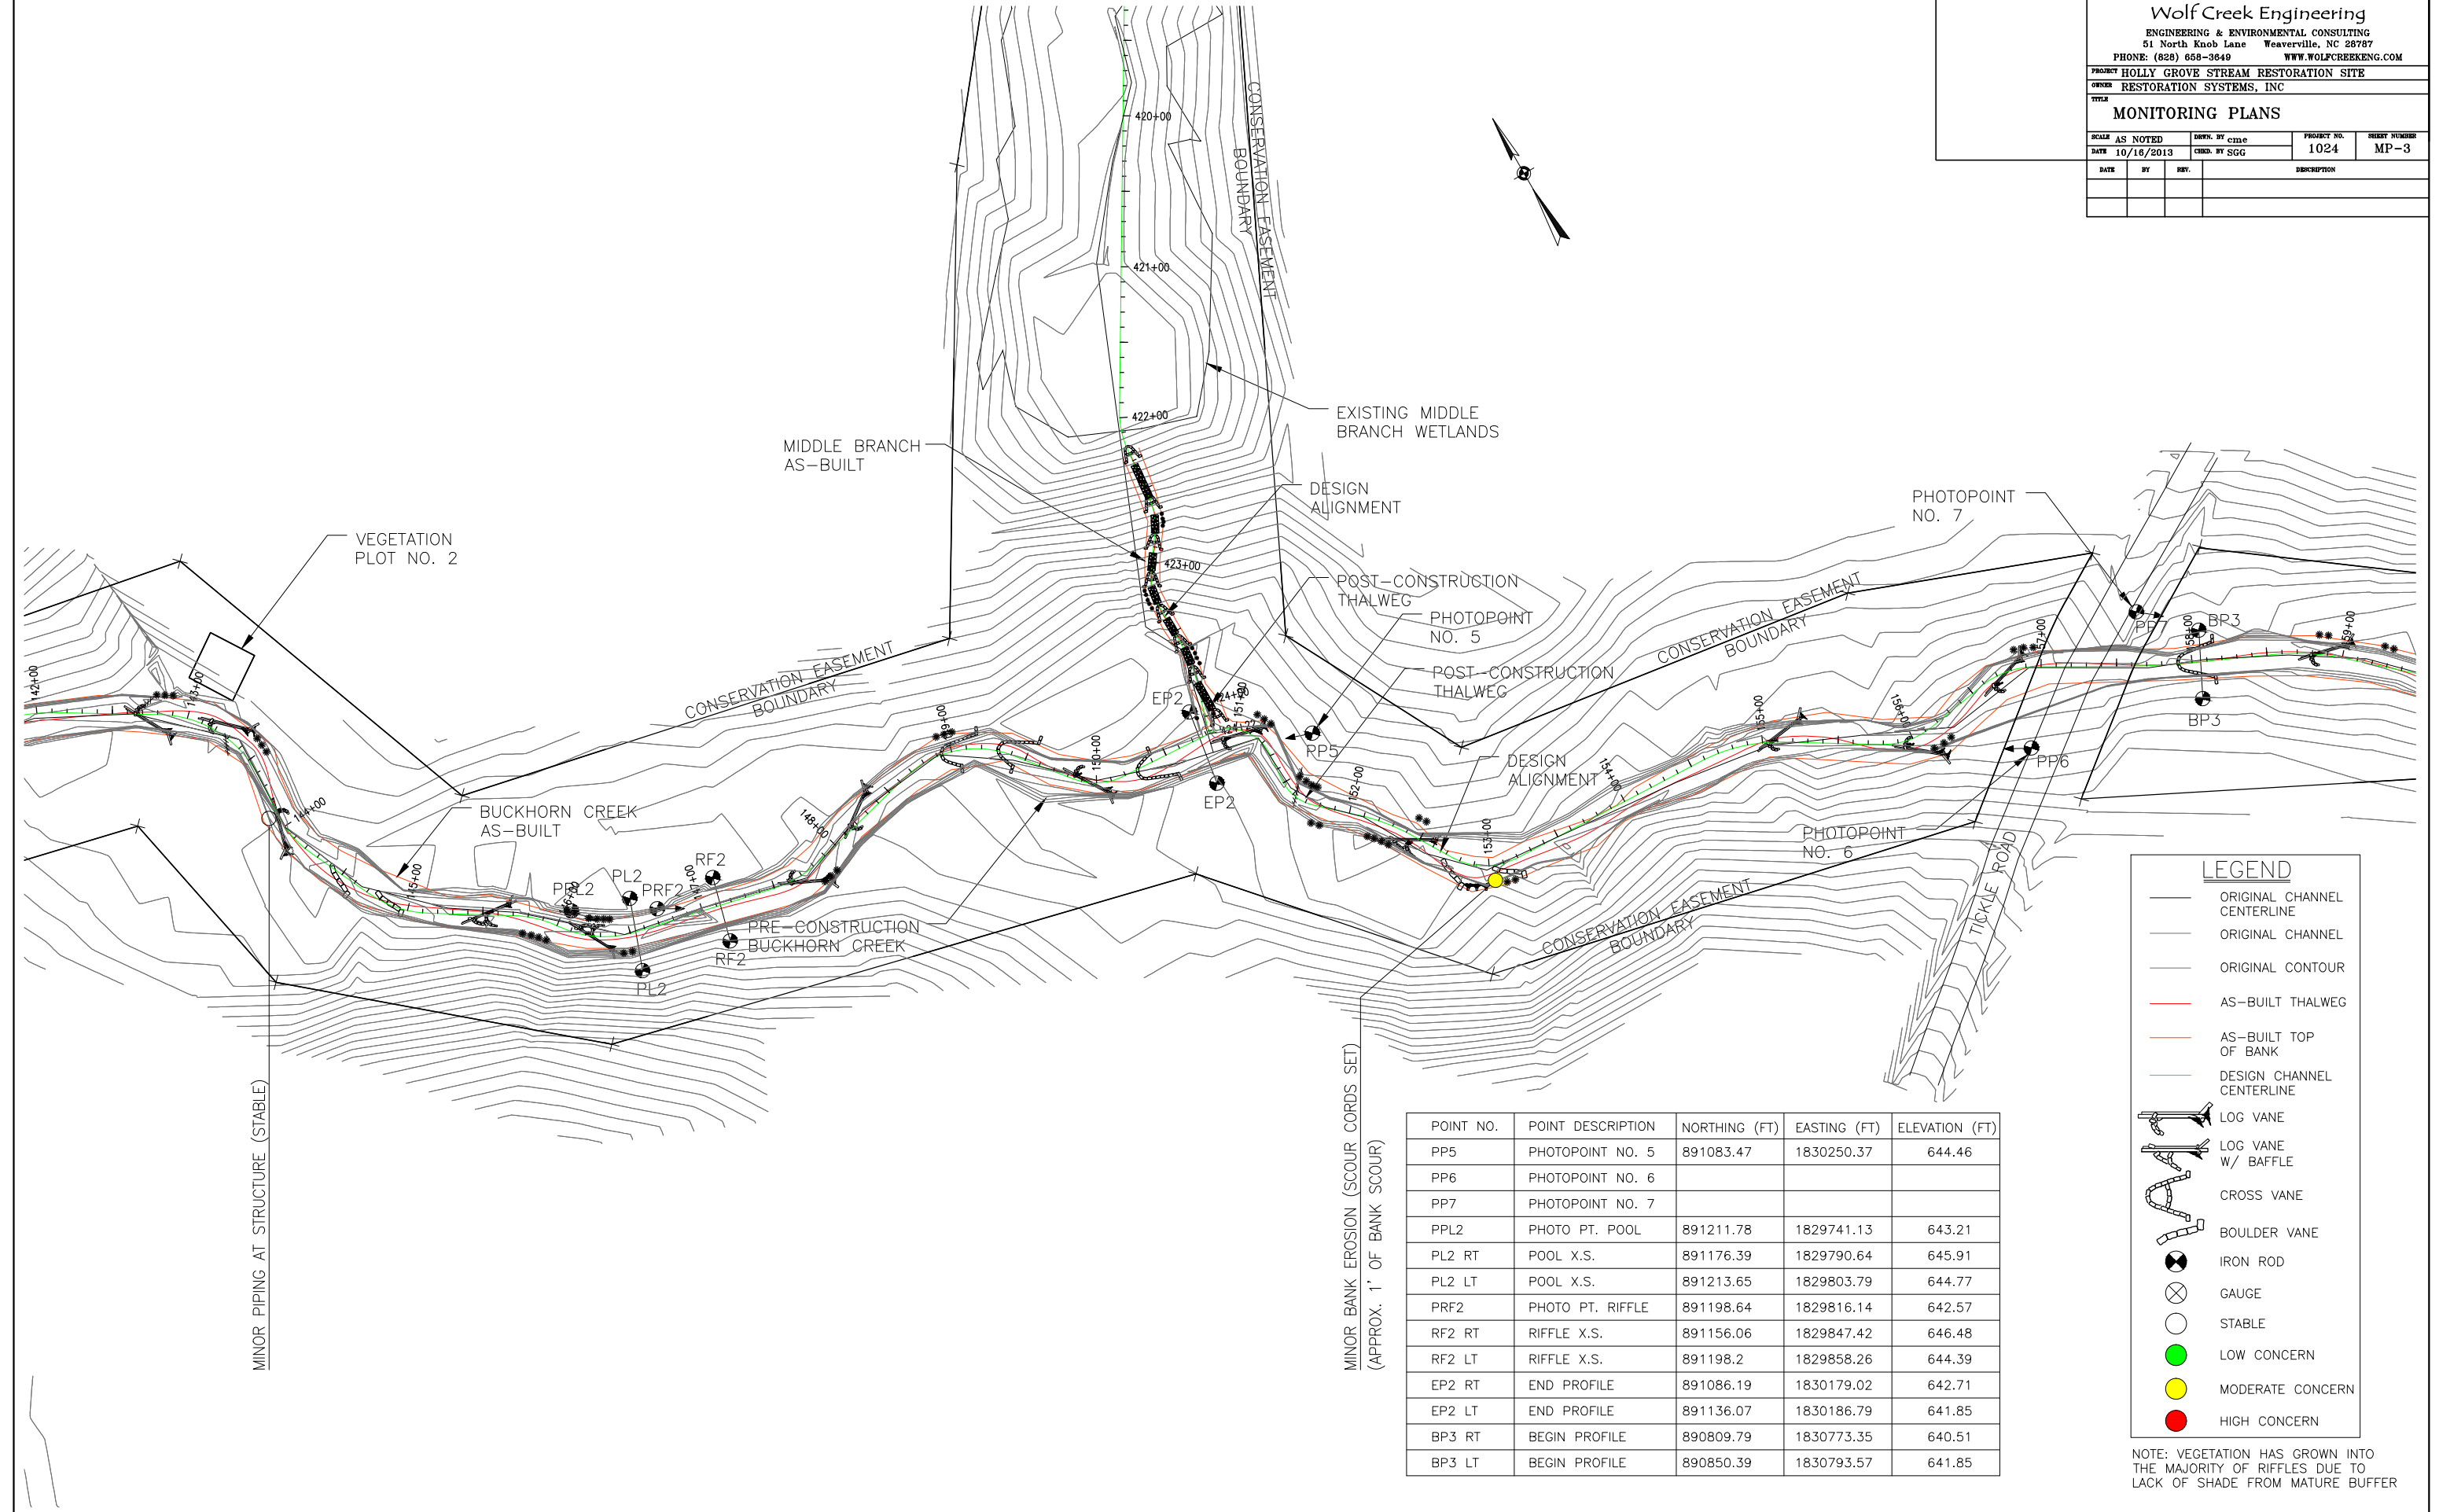 Wolf Creek Engineering
ENGINEERING & ENVIRONMENTAL CONSULTING
51 North Knob Lane Weaverville, NC 28787
PHONE: (828) 658-3649 WWW.WOLFCREEKENG.COM
PROJECT HOLLY GROVE STREAM RESTORATION SITE
OWNER RESTORATION SYSTEMS, INC
TITLE
MONITORING PLANS
SCALE AS NOTED DRWN. BY cme PROJECT NO. SHEET NUMBER
DATE 10/16/2013 CHKD. BY SGG 1024 MP-3
DATE BY REV. DESCRIPTION
CONSERVATION EASEMENT
BOUNDARY
420+00
421+00
422+00
EXISTING MIDDLE
BRANCH WETLANDS
MIDDLE BRANCH
AS-BUILT
DESIGN
ALIGNMENT
423+00
POST-CONSTRUCTION
THALWEG
PHOTOPOINT
NO. 5
POST-CONSTRUCTION
THALWEG
PHOTOPOINT
NO. 7
VEGETATION
PLOT NO. 2
CONSERVATION EASEMENT
BOUNDARY
CONSERVATION EASEMENT
BOUNDARY
142+00
143+00
144+00
145+00
147+00
148+00
149+00
150+00
152+00
153+00
154+00
155+00
156+00
157+00
158+00
159+00
EP2
EP2
PP5
PP6
BP3
BP3
DESIGN
ALIGNMENT
BUCKHORN CREEK
AS-BUILT
PPL2
PL2
PRF2
RF2
RF2
PL2
PRE-CONSTRUCTION
BUCKHORN CREEK
PHOTOPOINT
NO. 6
CONSERVATION EASEMENT
BOUNDARY
TICKLE ROAD
MINOR PIPING AT STRUCTURE (STABLE)
MINOR BANK EROSION (SCOUR CORDS SET)
(APPROX. 1' OF BANK SCOUR)
POINT NO. POINT DESCRIPTION NORTHING (FT) EASTING (FT) ELEVATION (FT)
PP5 PHOTOPOINT NO. 5 891083.47 1830250.37 644.46
PP6 PHOTOPOINT NO. 6
PP7 PHOTOPOINT NO. 7
PPL2 PHOTO PT. POOL 891211.78 1829741.13 643.21
PL2 RT POOL X.S. 891176.39 1829790.64 645.91
PL2 LT POOL X.S. 891213.65 1829803.79 644.77
PRF2 PHOTO PT. RIFFLE 891198.64 1829816.14 642.57
RF2 RT RIFFLE X.S. 891156.06 1829847.42 646.48
RF2 LT RIFFLE X.S. 891198.2 1829858.26 644.39
EP2 RT END PROFILE 891086.19 1830179.02 642.71
EP2 LT END PROFILE 891136.07 1830186.79 641.85
BP3 RT BEGIN PROFILE 890809.79 1830773.35 640.51
BP3 LT BEGIN PROFILE 890850.39 1830793.57 641.85
LEGEND
ORIGINAL CHANNEL
CENTERLINE
ORIGINAL CHANNEL
ORIGINAL CONTOUR
AS-BUILT THALWEG
AS-BUILT TOP
OF BANK
DESIGN CHANNEL
CENTERLINE
LOG VANE
LOG VANE
W/ BAFFLE
CROSS VANE
BOULDER VANE
IRON ROD
GAUGE
STABLE
LOW CONCERN
MODERATE CONCERN
HIGH CONCERN
NOTE: VEGETATION HAS GROWN INTO
THE MAJORITY OF RIFFLES DUE TO
LACK OF SHADE FROM MATURE BUFFER